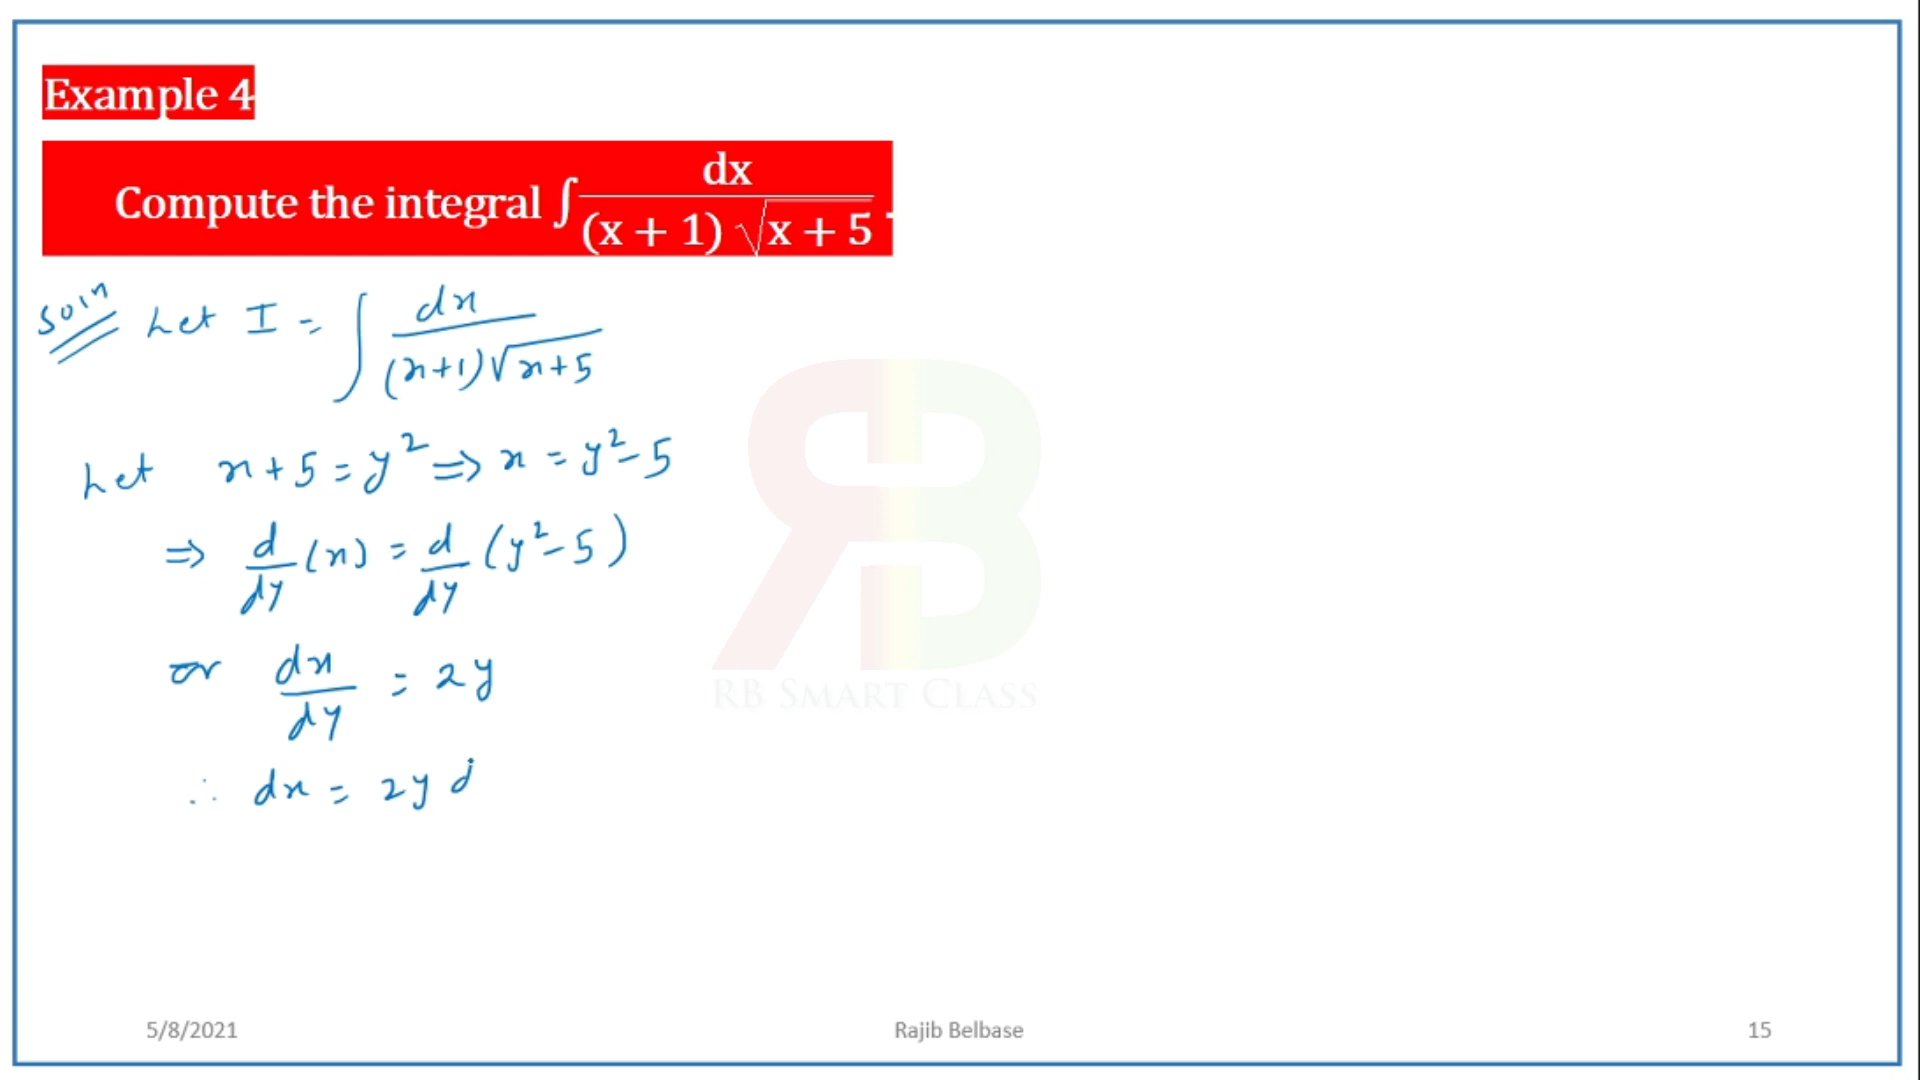 Example 4
Compute the integral ∫ dx / (x + 1) √x + 5 .
Soln Let I = ∫ dx / (x+1)√x+5
Let x+5 = y² ⇒ x = y²-5
⇒ d/dy (x) = d/dy (y²-5)
or dx/dy = 2y
∴ dx = 2y d
RB SMART CLASS
5/8/2021 Rajib Belbase 15